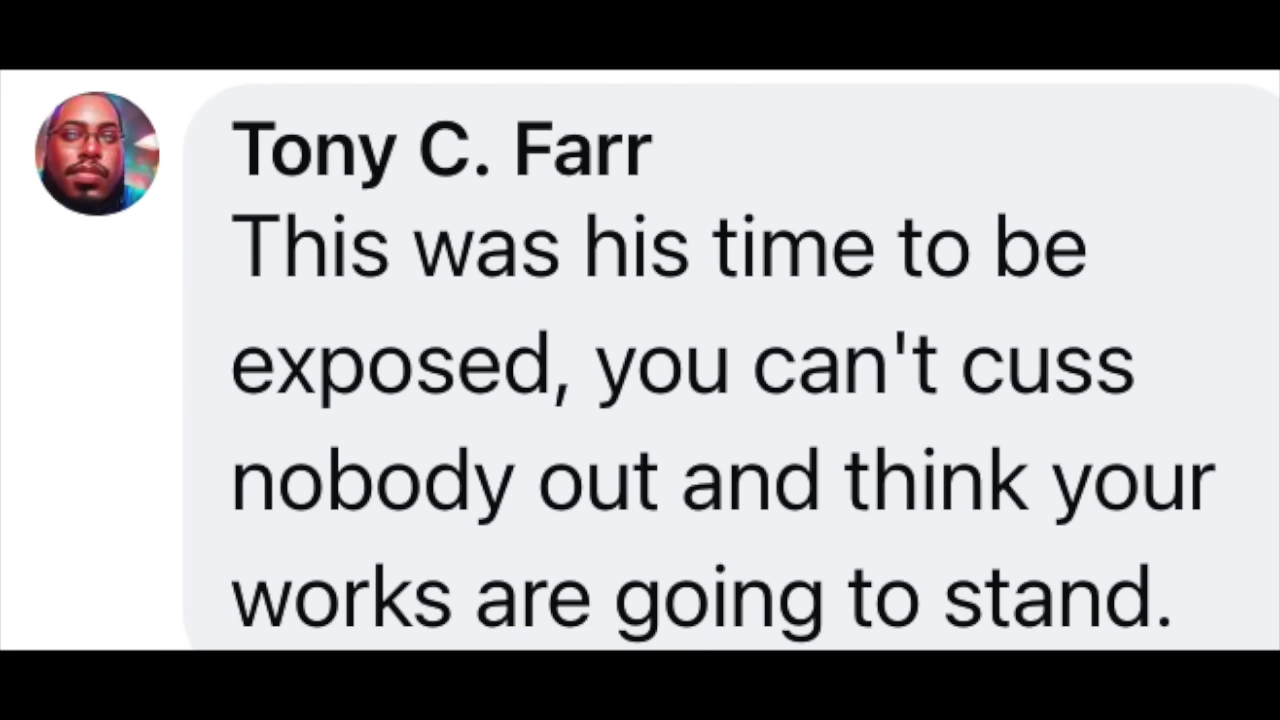 Tony C. Farr
This was his time to be
exposed, you can't cuss
nobody out and think your
works are going to stand.